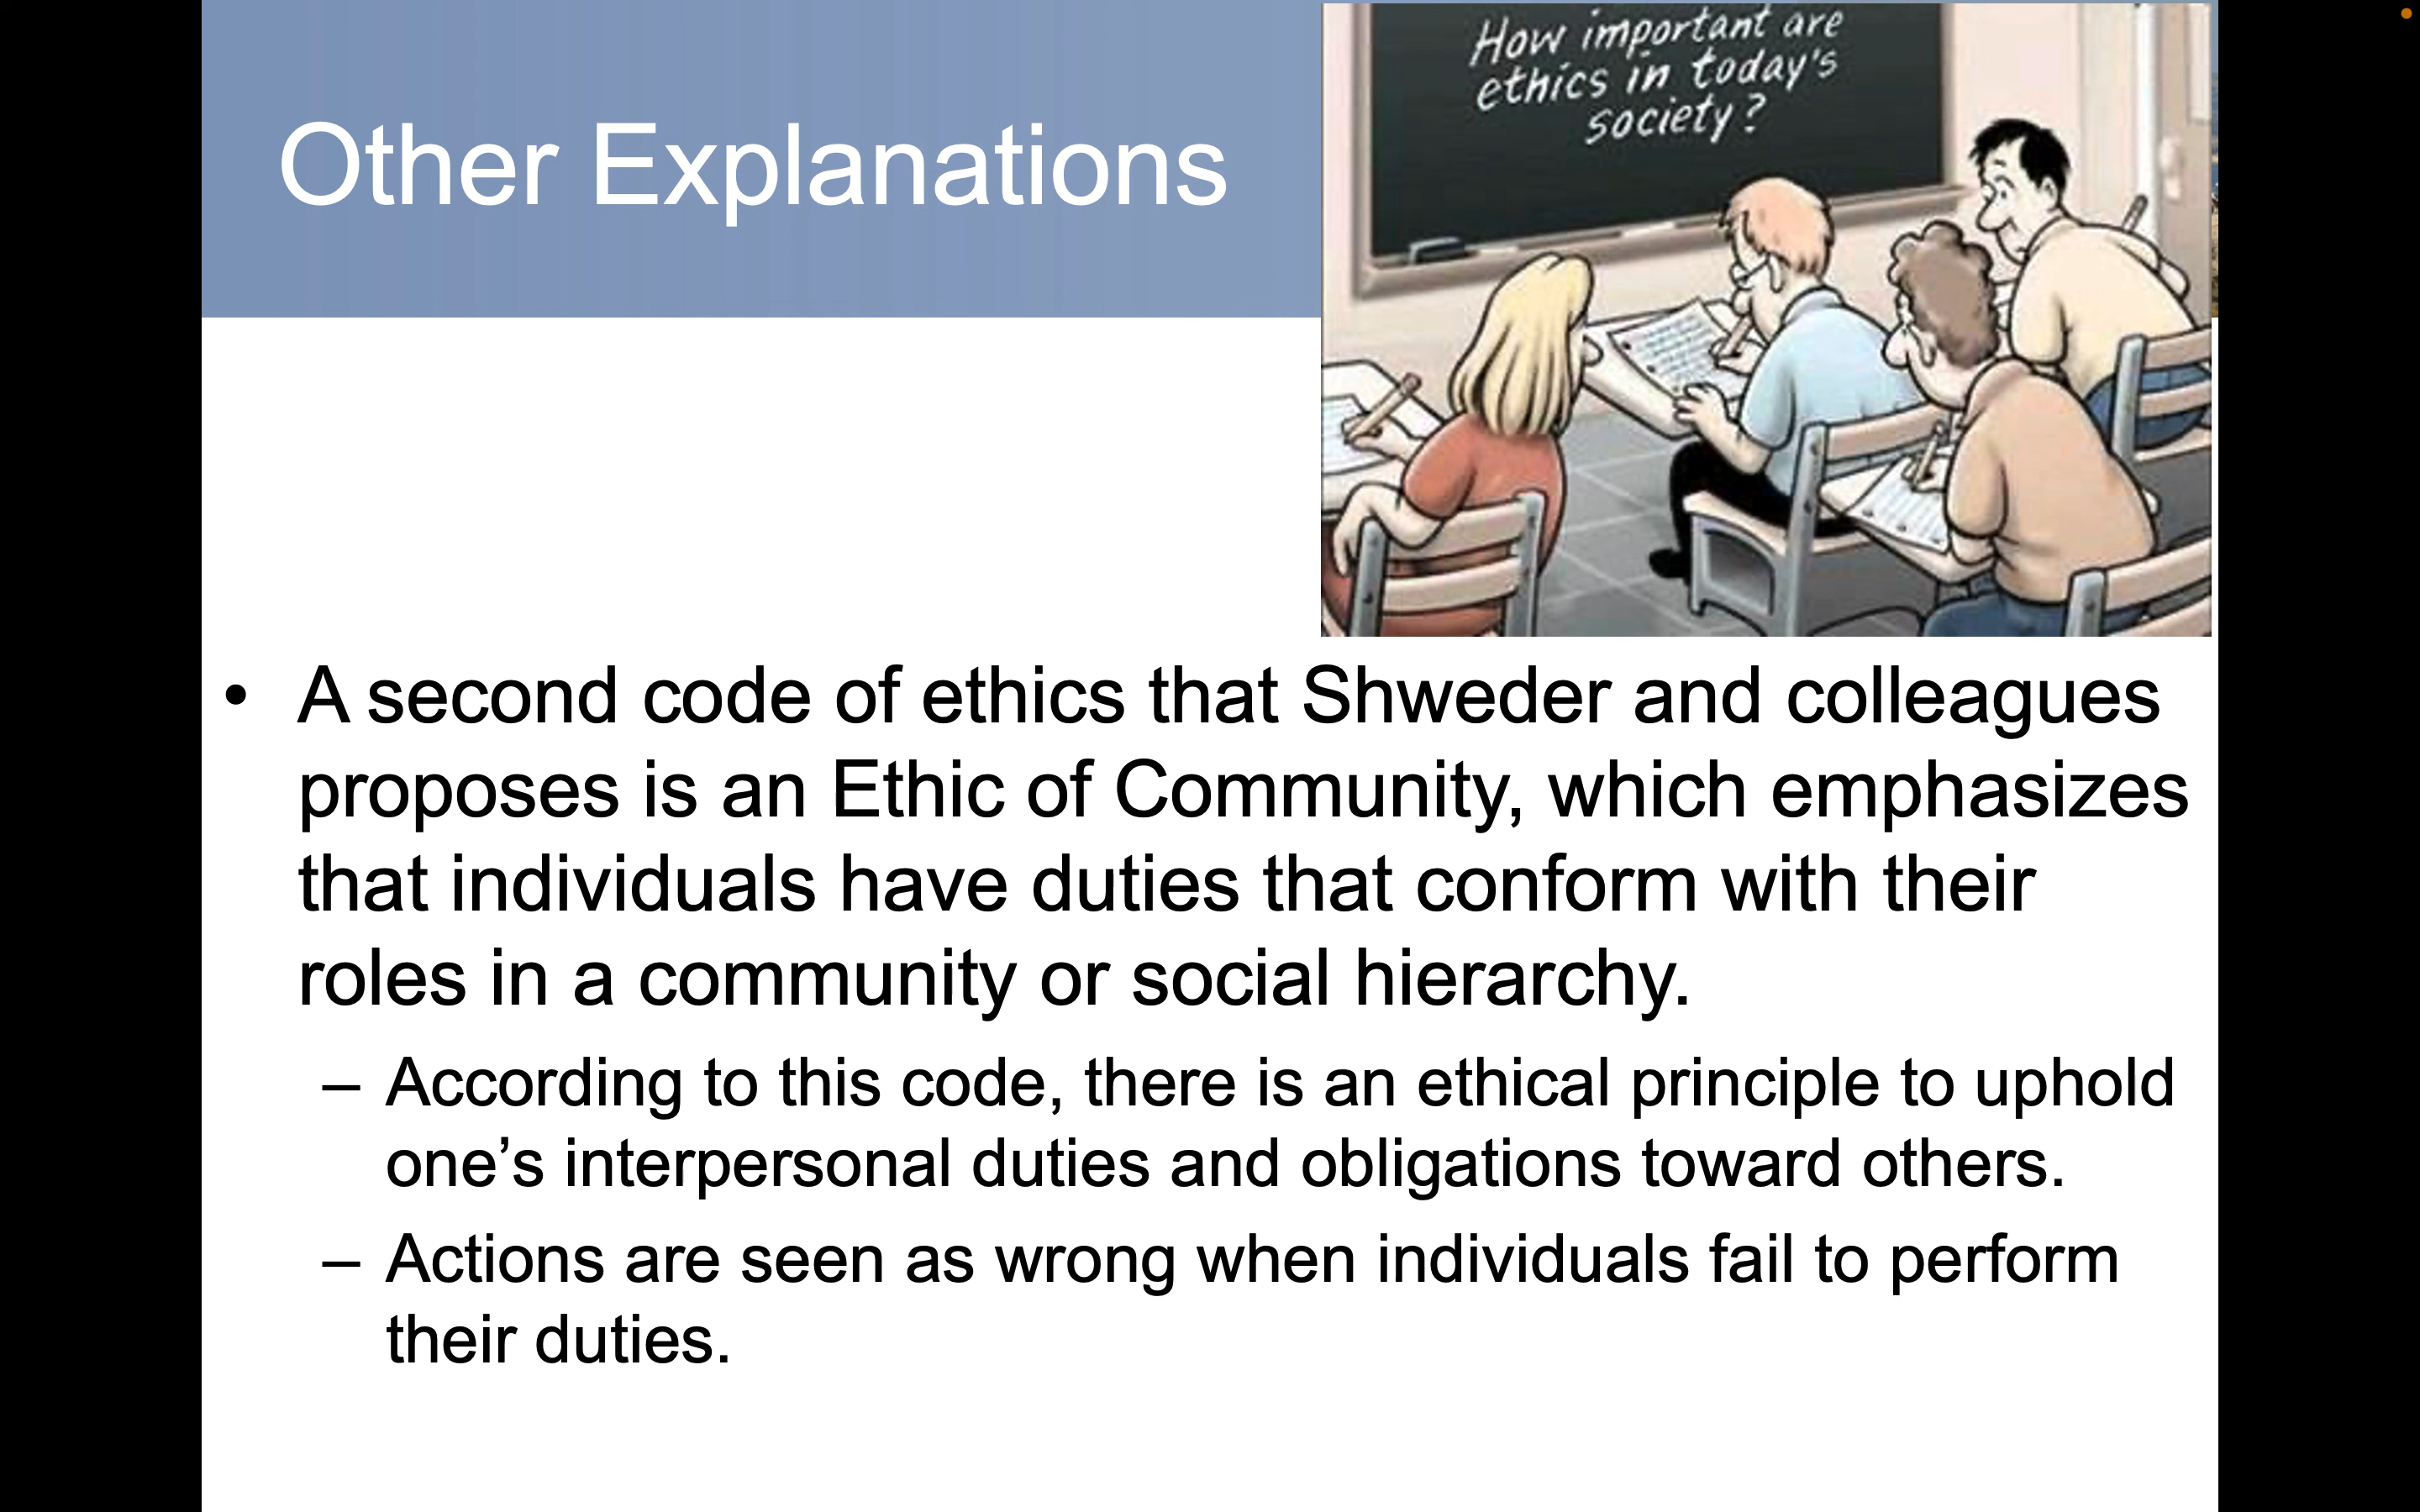 Other Explanations
How important are
ethics in today's
society?
• A second code of ethics that Shweder and colleagues
proposes is an Ethic of Community, which emphasizes
that individuals have duties that conform with their
roles in a community or social hierarchy.
– According to this code, there is an ethical principle to uphold
one’s interpersonal duties and obligations toward others.
– Actions are seen as wrong when individuals fail to perform
their duties.